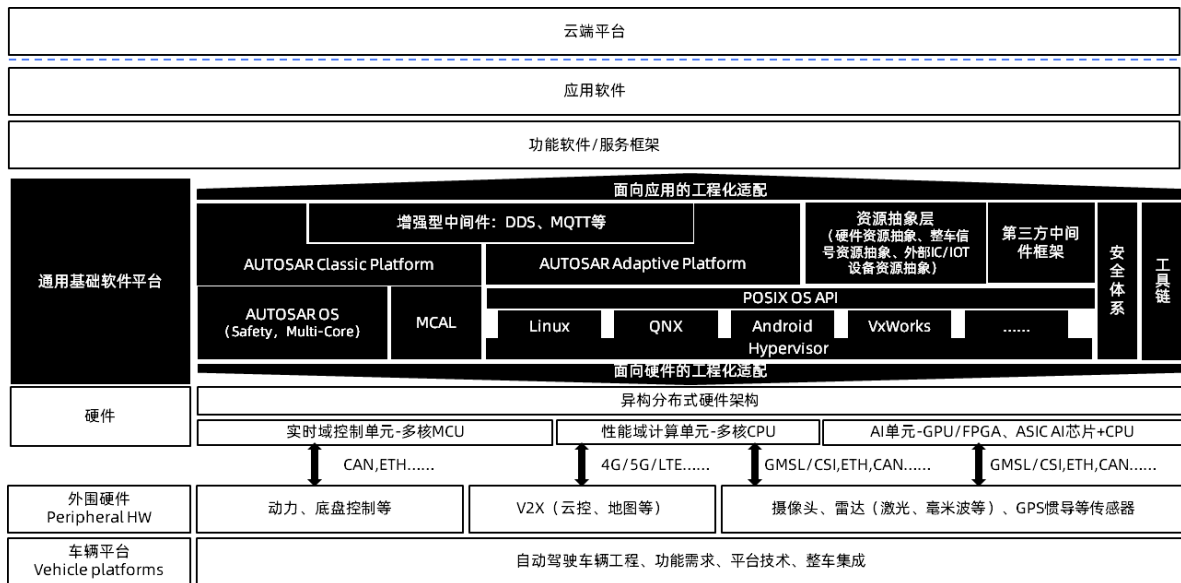 云端平台
应用软件
功能软件/服务框架
通用基础软件平台
面向应用的工程化适配
增强型中间件：DDS、MQTT等
AUTOSAR Classic Platform
AUTOSAR Adaptive Platform
资源抽象层
（硬件资源抽象、整车信
号资源抽象、外部IC/IOT
设备资源抽象）
第三方中间
件框架
安全体系
工具链
AUTOSAR OS
（Safety，Multi-Core）
MCAL
POSIX OS API
Linux
QNX
Android
VxWorks
……
Hypervisor
面向硬件的工程化适配
硬件
异构分布式硬件架构
实时域控制单元-多核MCU
性能域计算单元-多核CPU
AI单元-GPU/FPGA、ASIC AI芯片+CPU
CAN,ETH……
4G/5G/LTE……
GMSL/CSI,ETH,CAN……
GMSL/CSI,ETH,CAN……
外围硬件
Peripheral HW
动力、底盘控制等
V2X（云控、地图等）
摄像头、雷达（激光、毫米波等）、GPS惯导等传感器
车辆平台
Vehicle platforms
自动驾驶车辆工程、功能需求、平台技术、整车集成